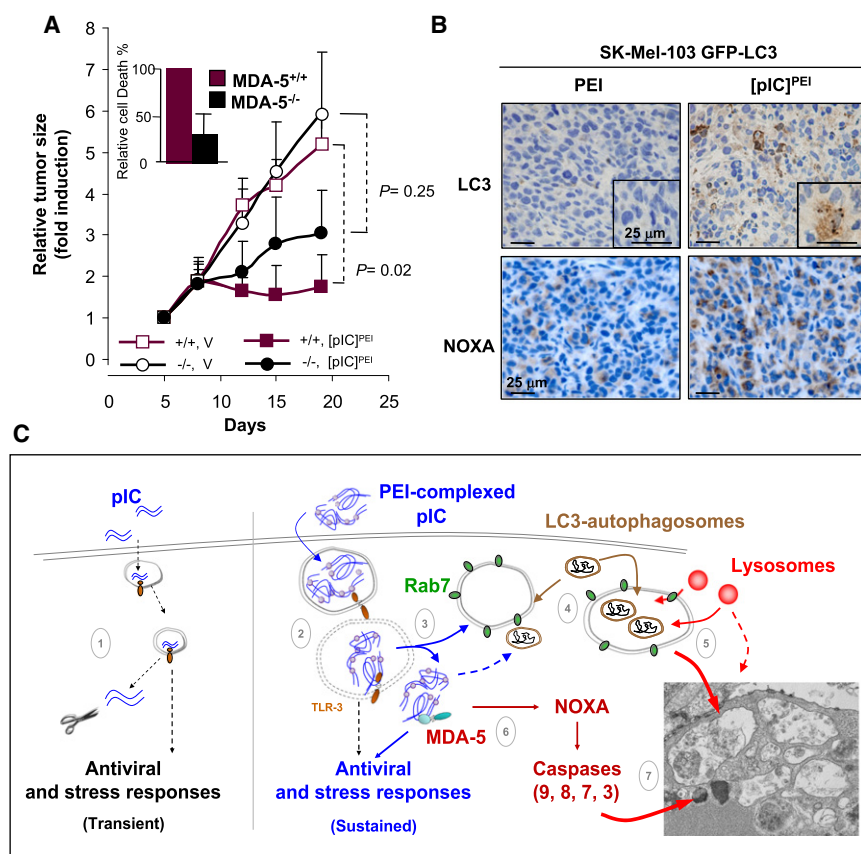 A
8
7
6
5
4
3
2
1
0
Relative tumor size
(fold induction)
Relative cell Death %
100
50
0
MDA-5+/+
MDA-5-/-
P= 0.25
P= 0.02
+/+, V
+/+, [pIC]PEI
-/-, V
-/-, [pIC]PEI
0 5 10 15 20 25
Days
B
SK-Mel-103 GFP-LC3
PEI [pIC]PEI
LC3
25 µm
NOXA
25 µm
C
pIC
PEI-complexed
pIC
LC3-autophagosomes
Rab7
Lysosomes
1
2
3
4
5
TLR-3
MDA-5
6
NOXA
Caspases
(9, 8, 7, 3)
7
Antiviral
and stress responses
(Transient)
Antiviral
and stress responses
(Sustained)